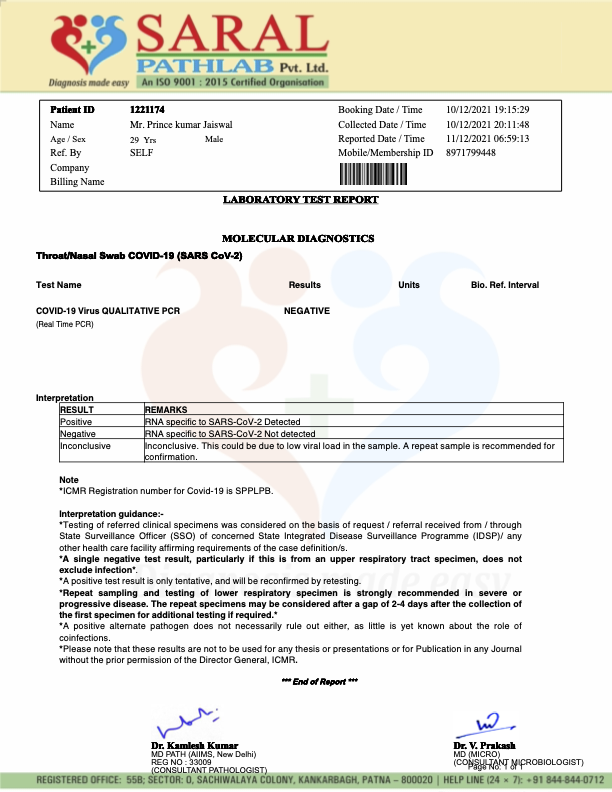 SARAL
PATHLAB Pvt. Ltd.
Diagnosis made easy An ISO 9001 : 2015 Certified Organisation
Patient ID 1221174 Booking Date / Time 10/12/2021 19:15:29
Name Mr. Prince kumar Jaiswal Collected Date / Time 10/12/2021 20:11:48
Age / Sex 29 Yrs Male Reported Date / Time 11/12/2021 06:59:13
Ref. By SELF Mobile/Membership ID 8971799448
Company
Billing Name
LABORATORY TEST REPORT
MOLECULAR DIAGNOSTICS
Throat/Nasal Swab COVID-19 (SARS CoV-2)
Test Name Results Units Bio. Ref. Interval
COVID-19 Virus QUALITATIVE PCR NEGATIVE
(Real Time PCR)
Interpretation
RESULT REMARKS
Positive RNA specific to SARS-CoV-2 Detected
Negative RNA specific to SARS-CoV-2 Not detected
Inconclusive Inconclusive. This could be due to low viral load in the sample. A repeat sample is recommended for
confirmation.
Note
*ICMR Registration number for Covid-19 is SPPLPB.
Interpretation guidance:-
*Testing of referred clinical specimens was considered on the basis of request / referral received from / through
State Surveillance Officer (SSO) of concerned State Integrated Disease Surveillance Programme (IDSP)/ any
other health care facility affirming requirements of the case definition/s.
*A single negative test result, particularly if this is from an upper respiratory tract specimen, does not
exclude infection*.
*A positive test result is only tentative, and will be reconfirmed by retesting.
*Repeat sampling and testing of lower respiratory specimen is strongly recommended in severe or
progressive disease. The repeat specimens may be considered after a gap of 2-4 days after the collection of
the first specimen for additional testing if required.*
*A positive alternate pathogen does not necessarily rule out either, as little is yet known about the role of
coinfections.
*Please note that these results are not to be used for any thesis or presentations or for Publication in any Journal
without the prior permission of the Director General, ICMR.
*** End of Report ***
Dr. Kamlesh Kumar Dr. V. Prakash
MD PATH (AIIMS, New Delhi) MD (MICRO)
REG NO : 33009 (CONSULTANT MICROBIOLOGIST)
(CONSULTANT PATHOLOGIST) Page No: 1 of 1
REGISTERED OFFICE: 55B; SECTOR: O, SACHIWALAYA COLONY, KANKARBAGH, PATNA – 800020 | HELP LINE (24 × 7): +91 844-844-0712